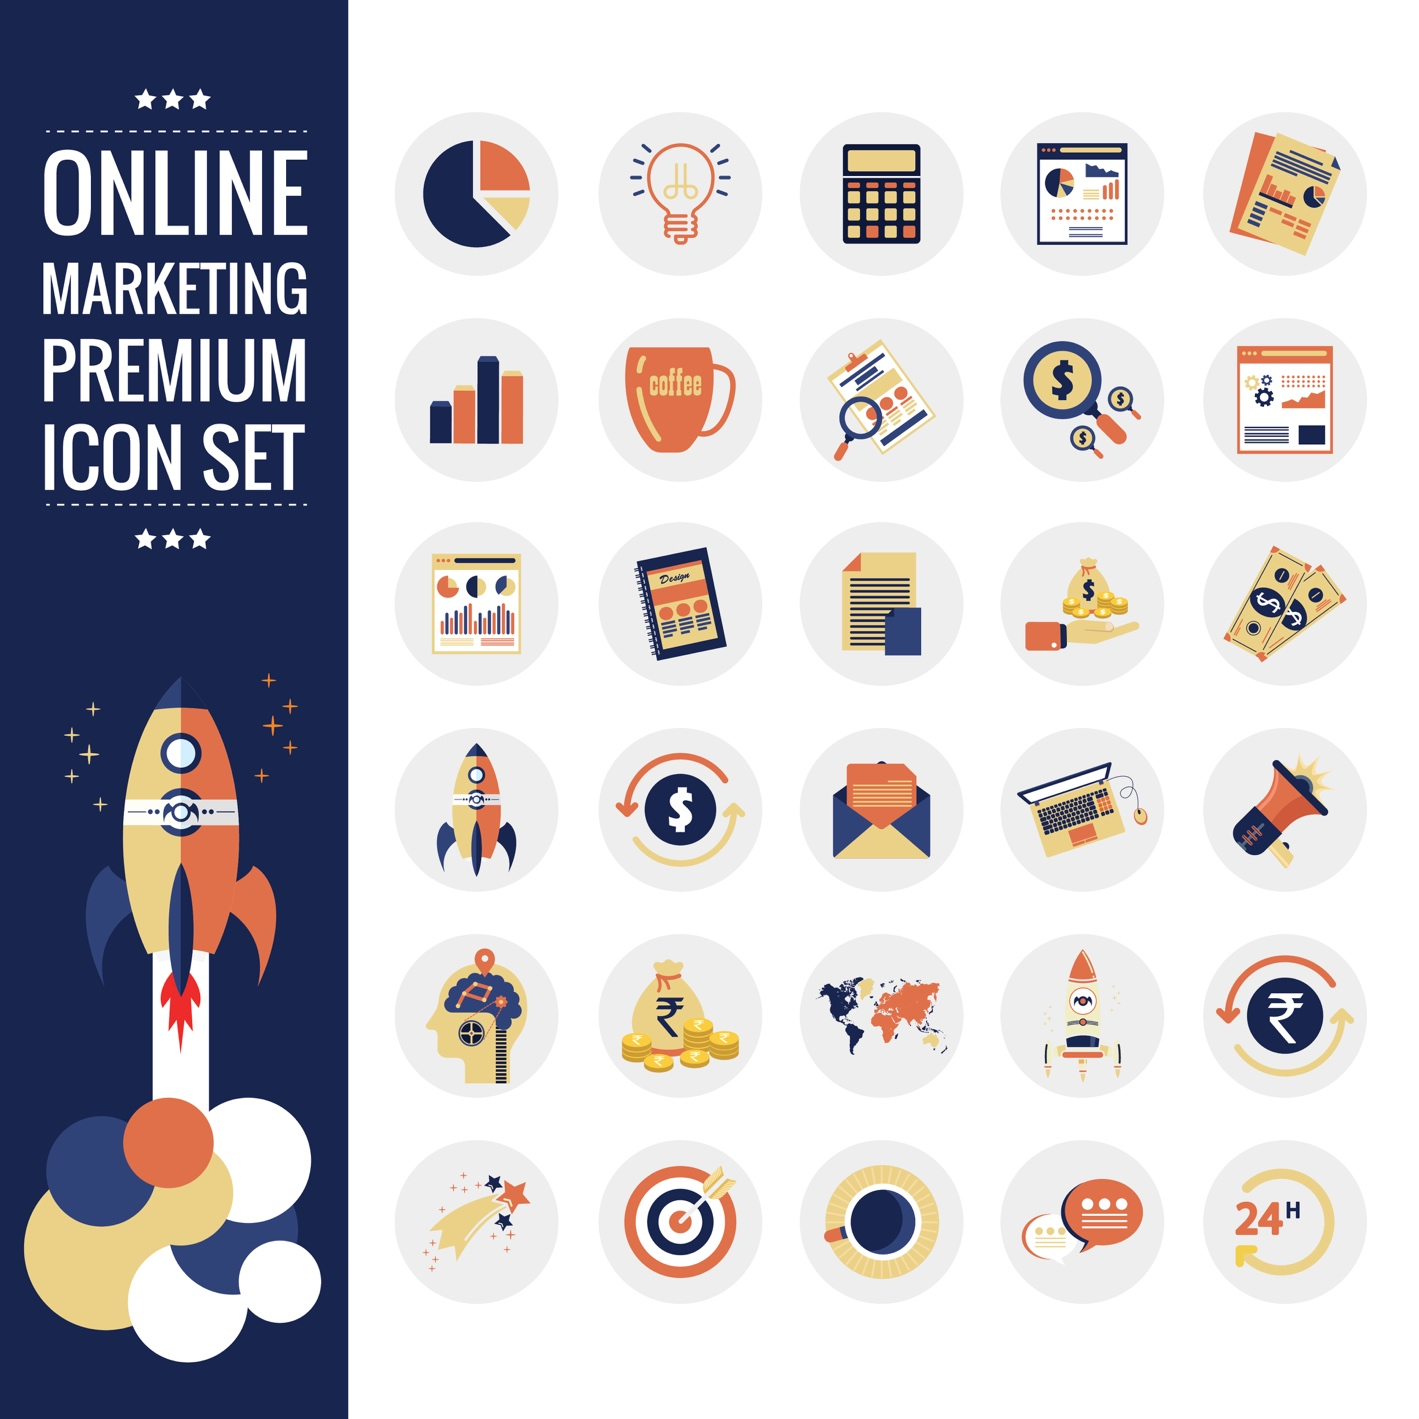 ONLINE
MARKETING
PREMIUM
ICON SET
coffee
$
$
$
Design
$
$
$
$
₹
₹
₹
₹
₹
₹
₹
24H